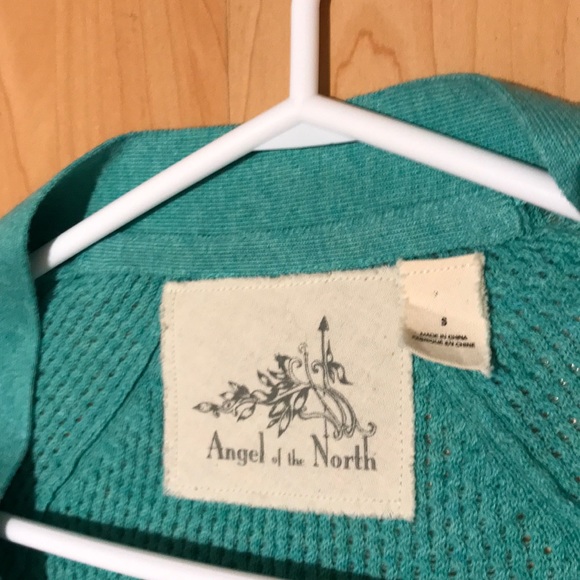 Angel of the North
S
MADE IN CHINA
FABRIQUÉ EN CHINE